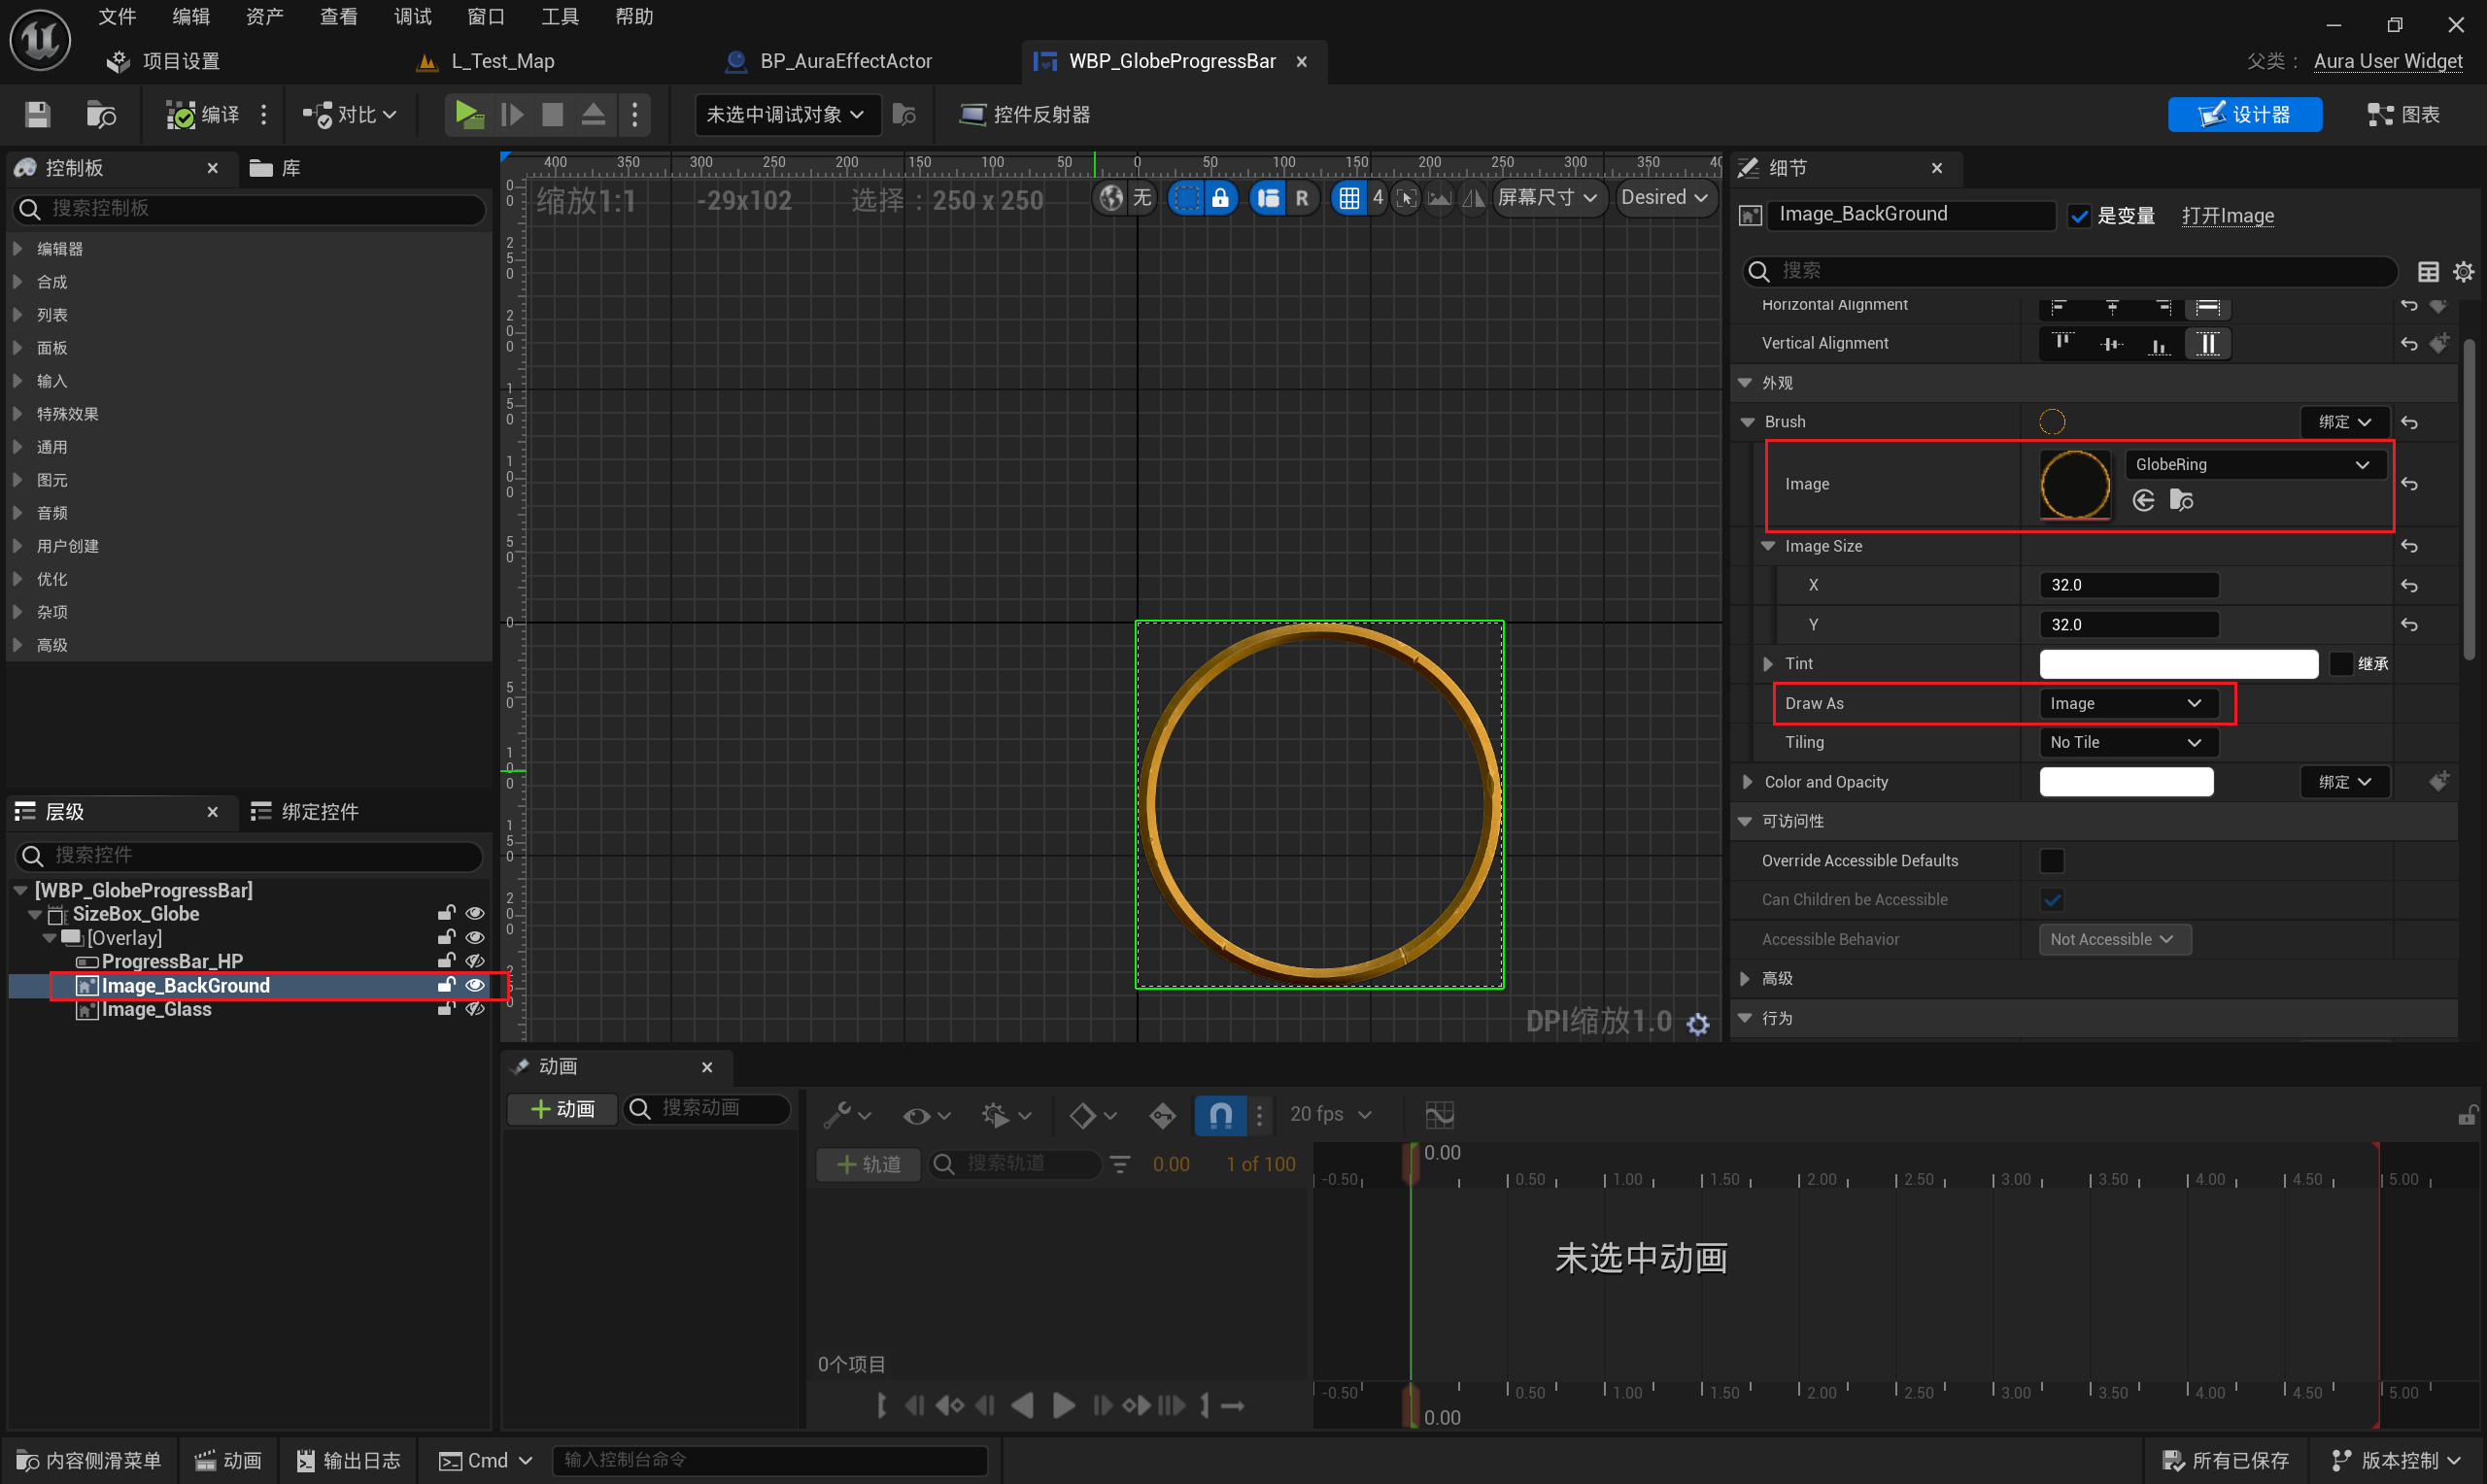 文件 编辑 资产 查看 调试 窗口 工具 帮助
项目设置 L_Test_Map BP_AuraEffectActor WBP_GlobeProgressBar 父类： Aura User Widget
编译 对比 未选中调试对象 控件反射器 设计器 图表
控制板 库
搜索控制板
编辑器
合成
列表
面板
输入
特殊效果
通用
图元
音频
用户创建
优化
杂项
高级
层级 绑定控件
搜索控件
[WBP_GlobeProgressBar]
SizeBox_Globe
[Overlay]
ProgressBar_HP
Image_BackGround
Image_Glass
400 350 300 250 200 150 100 50 0 50 100 150 200 250 300 350 40
缩放1:1 -29x102 选择：250 x 250 无 R 4 屏幕尺寸 Desired
0
250
200
150
100
50
0
50
100
150
200
250
DPI缩放1.0
细节
Image_BackGround 是变量 打开Image
搜索
Horizontal Alignment
Vertical Alignment
外观
Brush 绑定
Image GlobeRing
Image Size
X 32.0
Y 32.0
Tint 继承
Draw As Image
Tiling No Tile
Color and Opacity 绑定
可访问性
Override Accessible Defaults
Can Children be Accessible
Accessible Behavior Not Accessible
高级
行为
动画
动画 搜索动画 20 fps
轨道 搜索轨道 0.00 1 of 100 0.00
-0.50 0.50 1.00 1.50 2.00 2.50 3.00 3.50 4.00 4.50 5.00
未选中动画
0个项目
-0.50 0.50 1.00 1.50 2.00 2.50 3.00 3.50 4.00 4.50 5.00
0.00
内容侧滑菜单 动画 输出日志 Cmd 输入控制台命令 所有已保存 版本控制